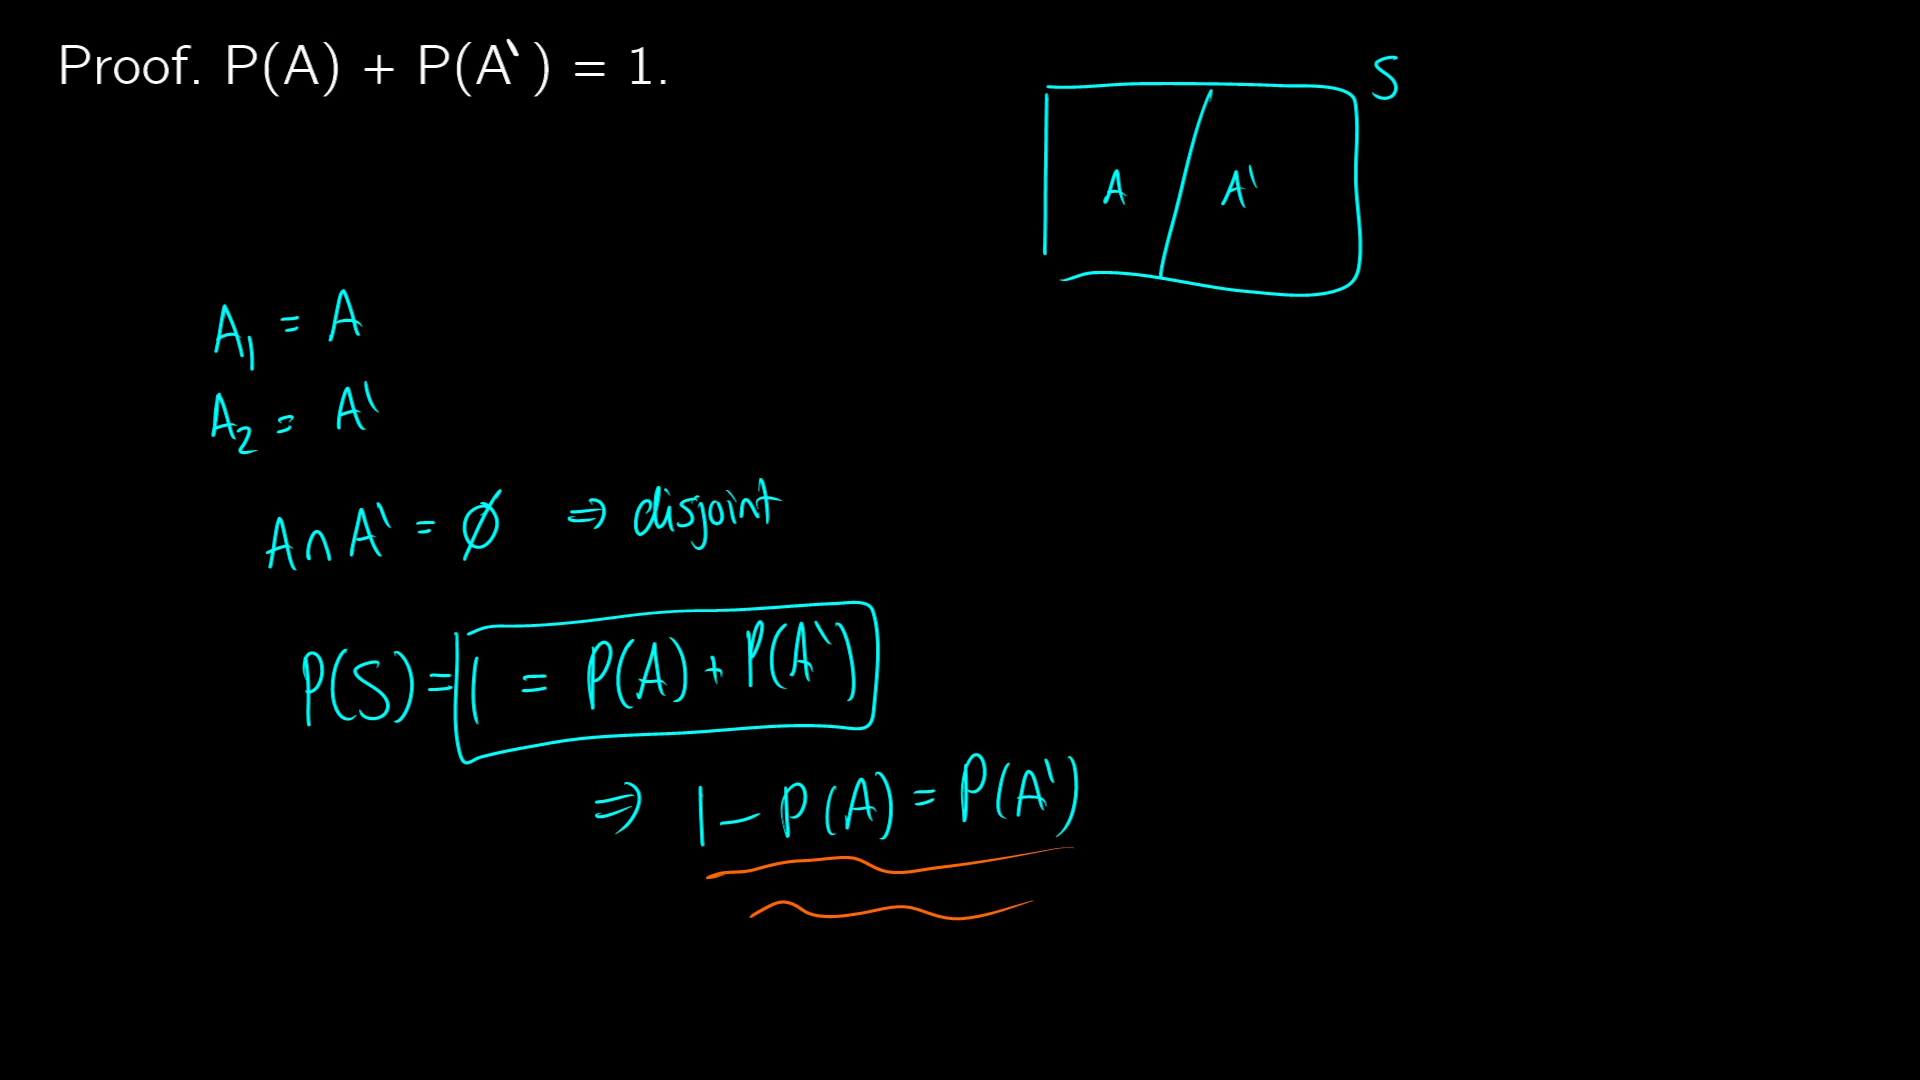 Proof. P(A) + P(A‵) = 1.
S
A A'
A₁ = A
A₂ = A'
A∩A' = Ø ⇒ disjoint
P(S) = 1 = P(A) + P(A‵)
⇒ 1 − P(A) = P(A')